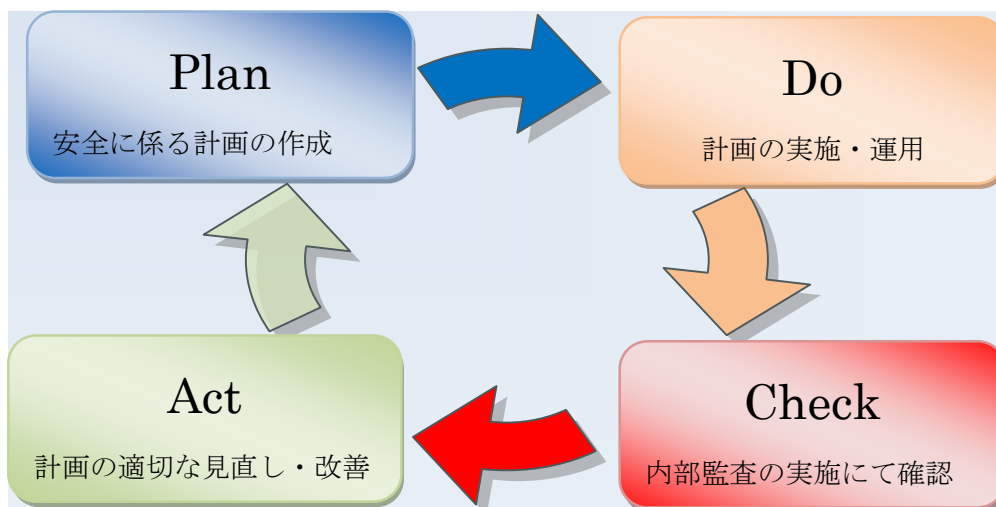 Plan
安全に係る計画の作成
Do
計画の実施・運用
Check
内部監査の実施にて確認
Act
計画の適切な見直し・改善